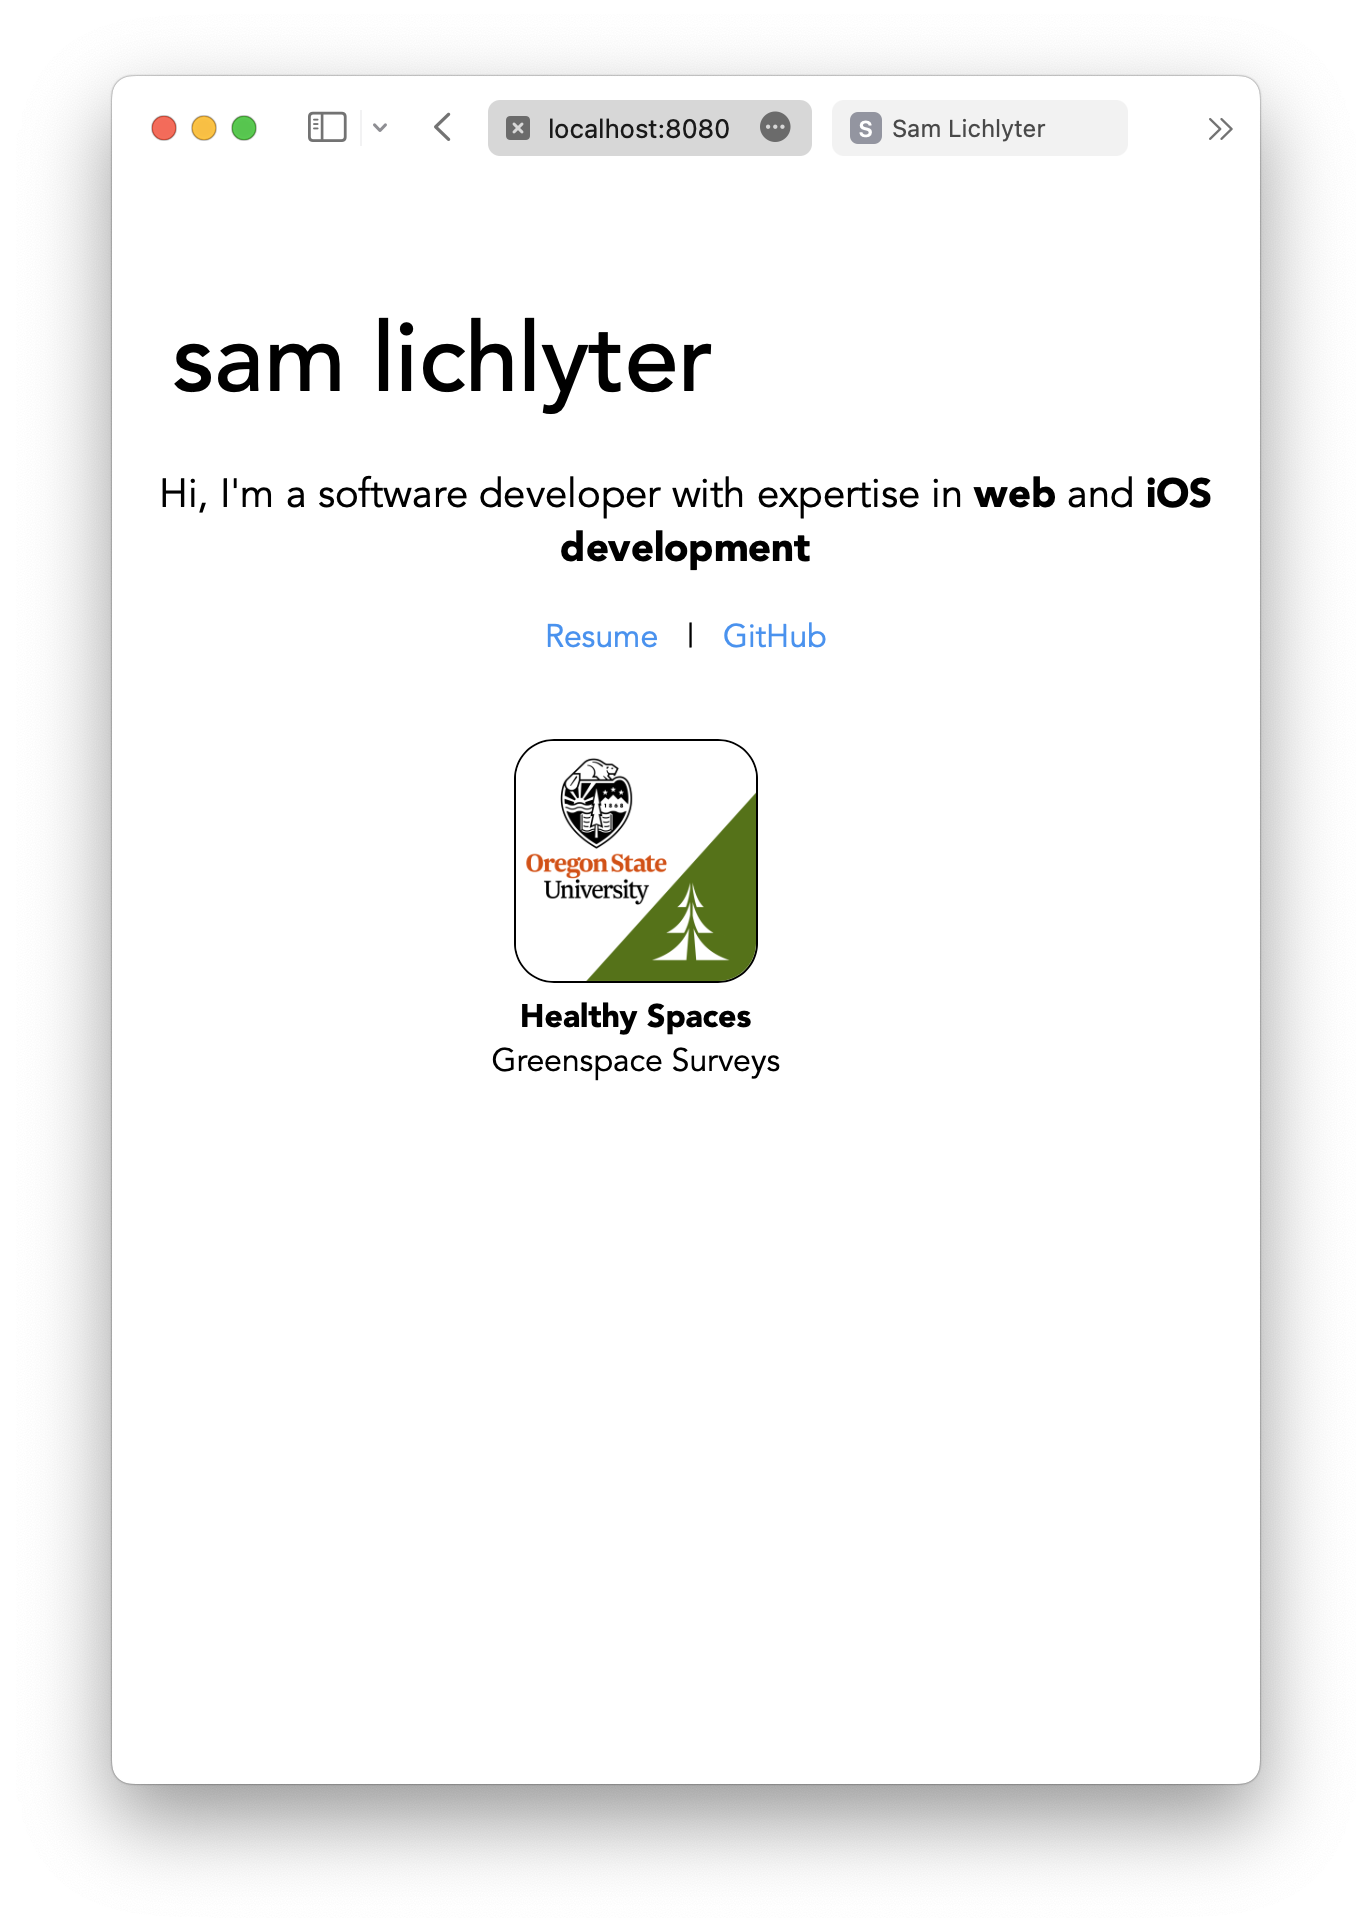 localhost:8080
S Sam Lichlyter
sam lichlyter
Hi, I'm a software developer with expertise in web and iOS
development
Resume | GitHub
1868
Oregon State
University
Healthy Spaces
Greenspace Surveys